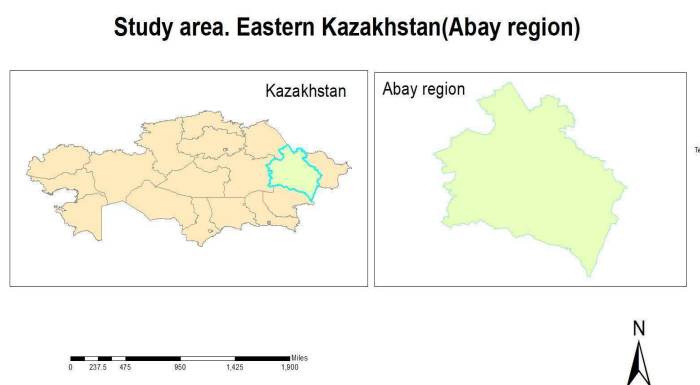 Study area. Eastern Kazakhstan(Abay region)
Kazakhstan
Abay region
N
Miles
0 237.5 475 950 1,425 1,900